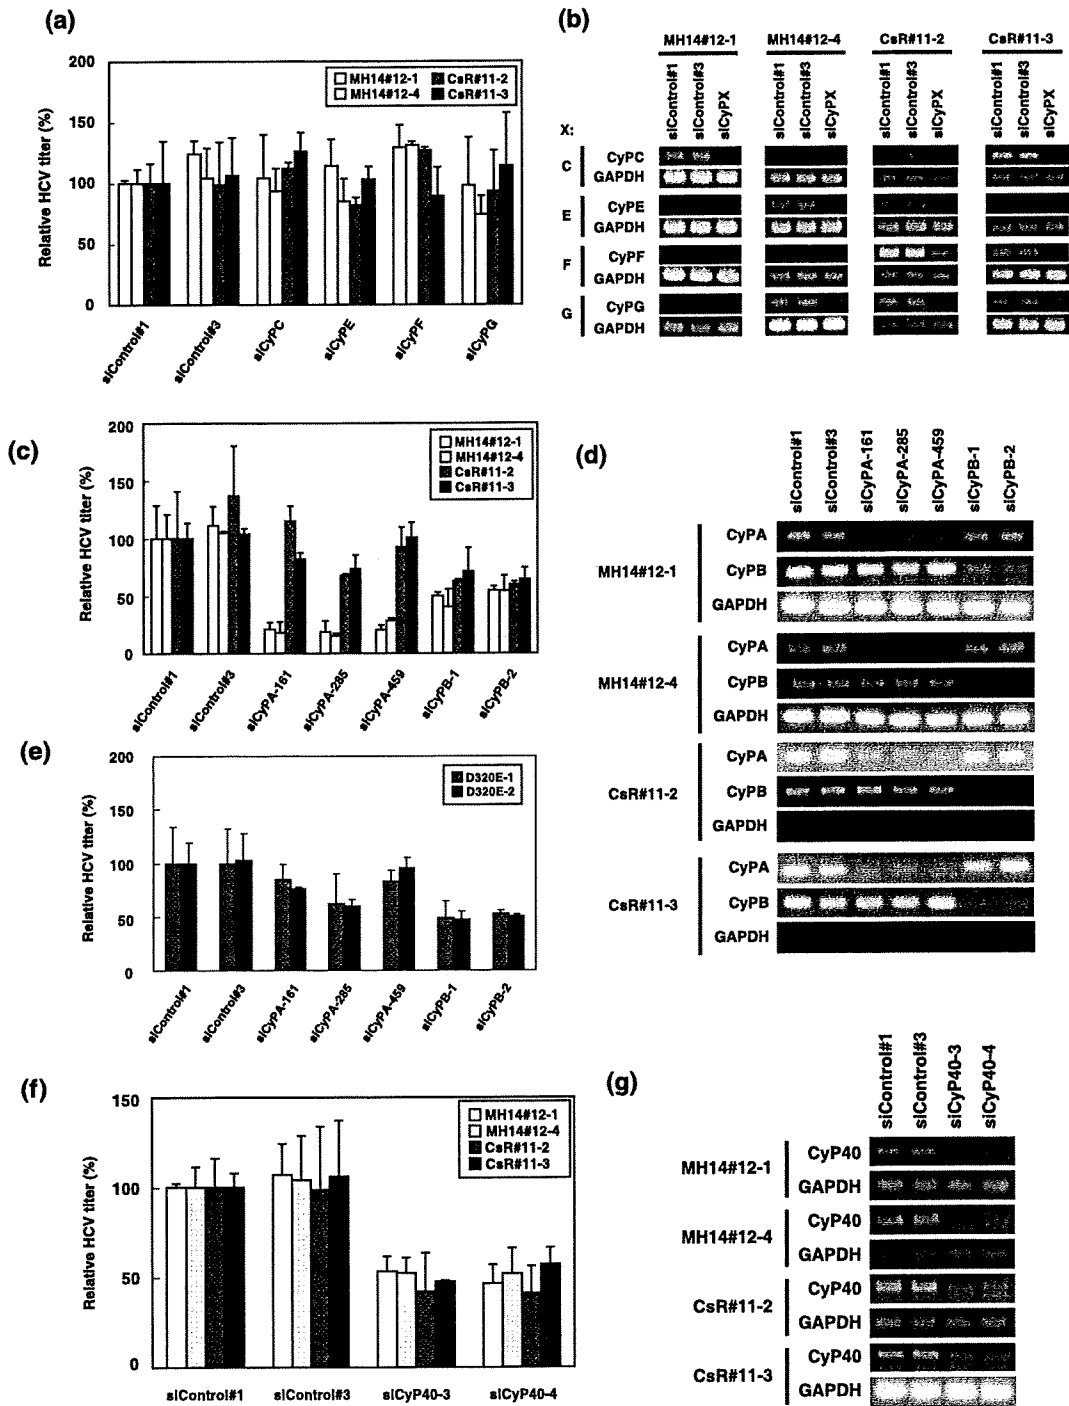 (a)
Relative HCV titer (%)
200
150
100
50
0
MH14#12-1 CsR#11-2
MH14#12-4 CsR#11-3
siControl#1
siControl#3
siCyPC
siCyPE
siCyPF
siCyPG
(b)
MH14#12-1 MH14#12-4 CsR#11-2 CsR#11-3
siControl#1 siControl#3 siCyPX siControl#1 siControl#3 siCyPX siControl#1 siControl#3 siCyPX siControl#1 siControl#3 siCyPX
X:
C
CyPC
GAPDH
E
CyPE
GAPDH
F
CyPF
GAPDH
G
CyPG
GAPDH
(c)
Relative HCV titer (%)
200
150
100
50
0
MH14#12-1
MH14#12-4
CsR#11-2
CsR#11-3
siControl#1
siControl#3
siCyPA-161
siCyPA-285
siCyPA-459
siCyPB-1
siCyPB-2
(d)
siControl#1
siControl#3
siCyPA-161
siCyPA-285
siCyPA-459
siCyPB-1
siCyPB-2
MH14#12-1
CyPA
CyPB
GAPDH
MH14#12-4
CyPA
CyPB
GAPDH
CsR#11-2
CyPA
CyPB
GAPDH
CsR#11-3
CyPA
CyPB
GAPDH
(e)
Relative HCV titer (%)
200
150
100
50
0
D320E-1
D320E-2
siControl#1
siControl#3
siCyPA-161
siCyPA-285
siCyPA-459
siCyPB-1
siCyPB-2
(f)
Relative HCV titer (%)
150
100
50
0
MH14#12-1
MH14#12-4
CsR#11-2
CsR#11-3
siControl#1 siControl#3 siCyP40-3 siCyP40-4
(g)
siControl#1
siControl#3
siCyP40-3
siCyP40-4
MH14#12-1
CyP40
GAPDH
MH14#12-4
CyP40
GAPDH
CsR#11-2
CyP40
GAPDH
CsR#11-3
CyP40
GAPDH